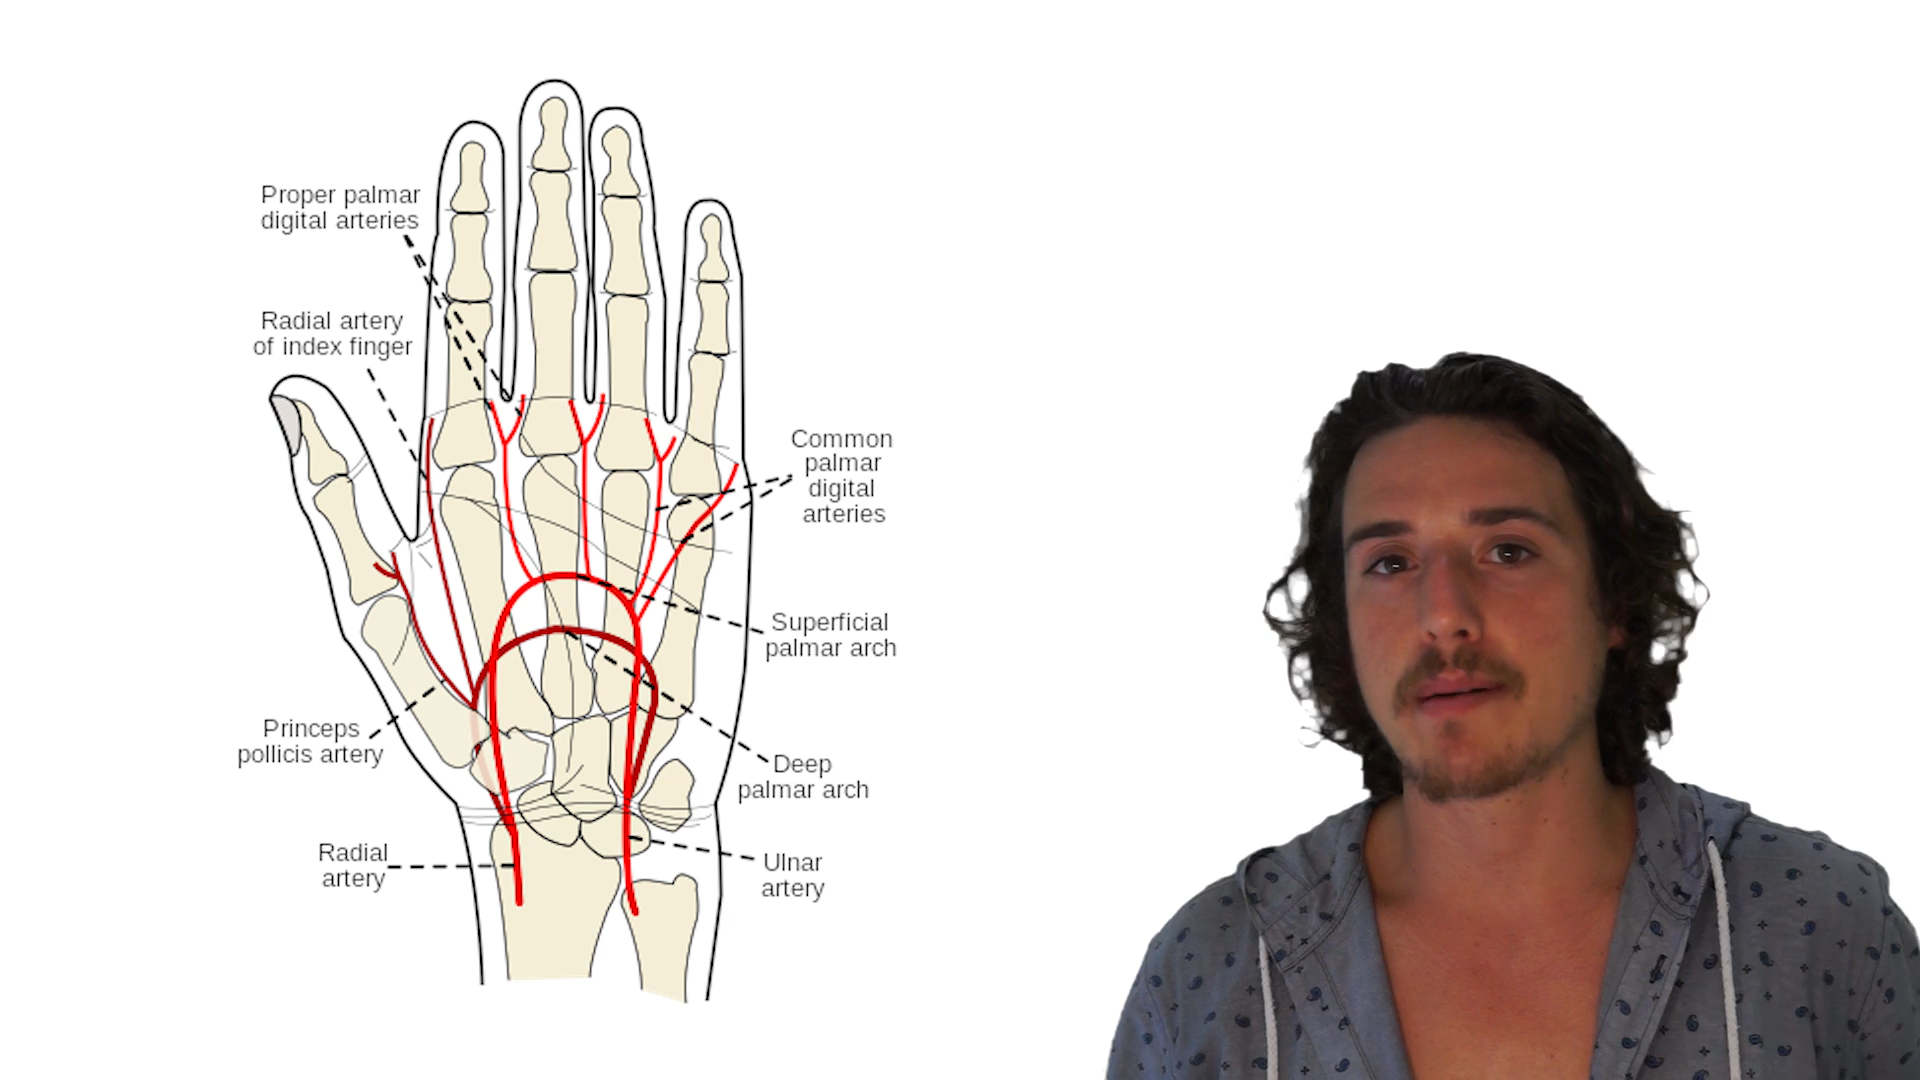 Proper palmar
digital arteries
Radial artery
of index finger
Common
palmar
digital
arteries
Superficial
palmar arch
Princeps
pollicis artery
Deep
palmar arch
Radial
artery
Ulnar
artery